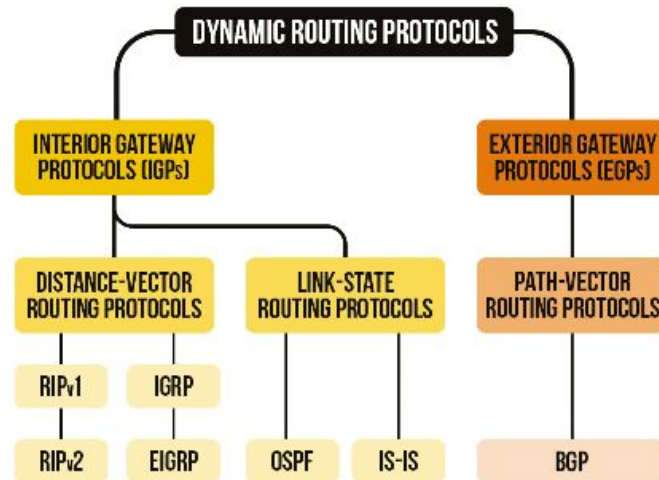 DYNAMIC ROUTING PROTOCOLS
INTERIOR GATEWAY
PROTOCOLS (IGPs)
EXTERIOR GATEWAY
PROTOCOLS (EGPs)
DISTANCE-VECTOR
ROUTING PROTOCOLS
LINK-STATE
ROUTING PROTOCOLS
PATH-VECTOR
ROUTING PROTOCOLS
RIPv1
IGRP
RIPv2
EIGRP
OSPF
IS-IS
BGP